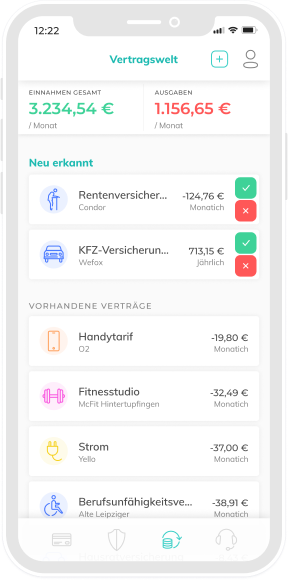 12:22
Vertragswelt
EINNAHMEN GESAMT
3.234,54 €
/ Monat
AUSGABEN
1.156,65 €
/ Monat
Neu erkannt
Rentenversicher...
Condor
-124,76 €
Monatich
KFZ-Versicherun...
Wefox
713,15 €
Jährlich
VORHANDENE VERTRÄGE
Handytarif
O2
-19,80 €
Monatich
Fitnesstudio
McFit Hintertupfingen
-32,49 €
Monatich
Strom
Yello
-37,00 €
Monatich
Berufsunfähigkeitsve...
Alte Leipziger
-38,91 €
Monatich